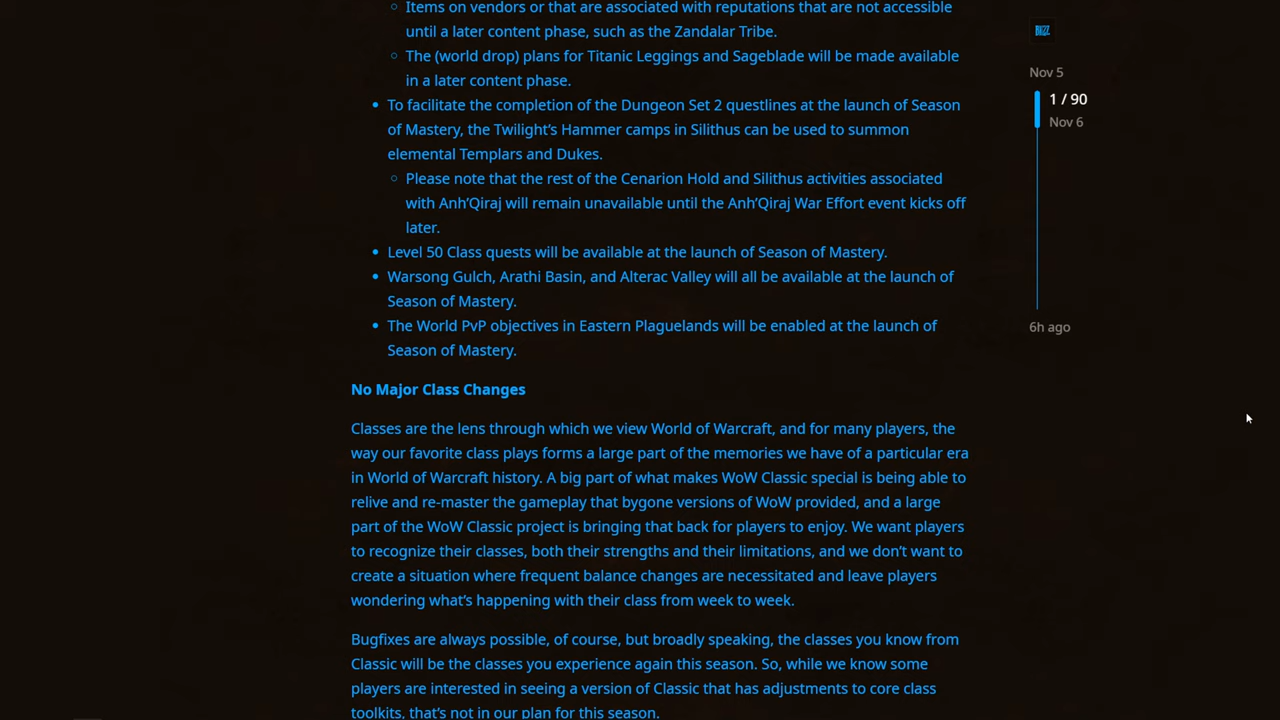 Items on vendors or that are associated with reputations that are not accessible
until a later content phase, such as the Zandalar Tribe.
The (world drop) plans for Titanic Leggings and Sageblade will be made available
in a later content phase.
To facilitate the completion of the Dungeon Set 2 questlines at the launch of Season
of Mastery, the Twilight’s Hammer camps in Silithus can be used to summon
elemental Templars and Dukes.
Please note that the rest of the Cenarion Hold and Silithus activities associated
with Anh’Qiraj will remain unavailable until the Anh’Qiraj War Effort event kicks off
later.
Level 50 Class quests will be available at the launch of Season of Mastery.
Warsong Gulch, Arathi Basin, and Alterac Valley will all be available at the launch of
Season of Mastery.
The World PvP objectives in Eastern Plaguelands will be enabled at the launch of
Season of Mastery.
No Major Class Changes
Classes are the lens through which we view World of Warcraft, and for many players, the
way our favorite class plays forms a large part of the memories we have of a particular era
in World of Warcraft history. A big part of what makes WoW Classic special is being able to
relive and re-master the gameplay that bygone versions of WoW provided, and a large
part of the WoW Classic project is bringing that back for players to enjoy. We want players
to recognize their classes, both their strengths and their limitations, and we don’t want to
create a situation where frequent balance changes are necessitated and leave players
wondering what’s happening with their class from week to week.
Bugfixes are always possible, of course, but broadly speaking, the classes you know from
Classic will be the classes you experience again this season. So, while we know some
players are interested in seeing a version of Classic that has adjustments to core class
toolkits, that’s not in our plan for this season.
BLIZZ
Nov 5
1 / 90
Nov 6
6h ago